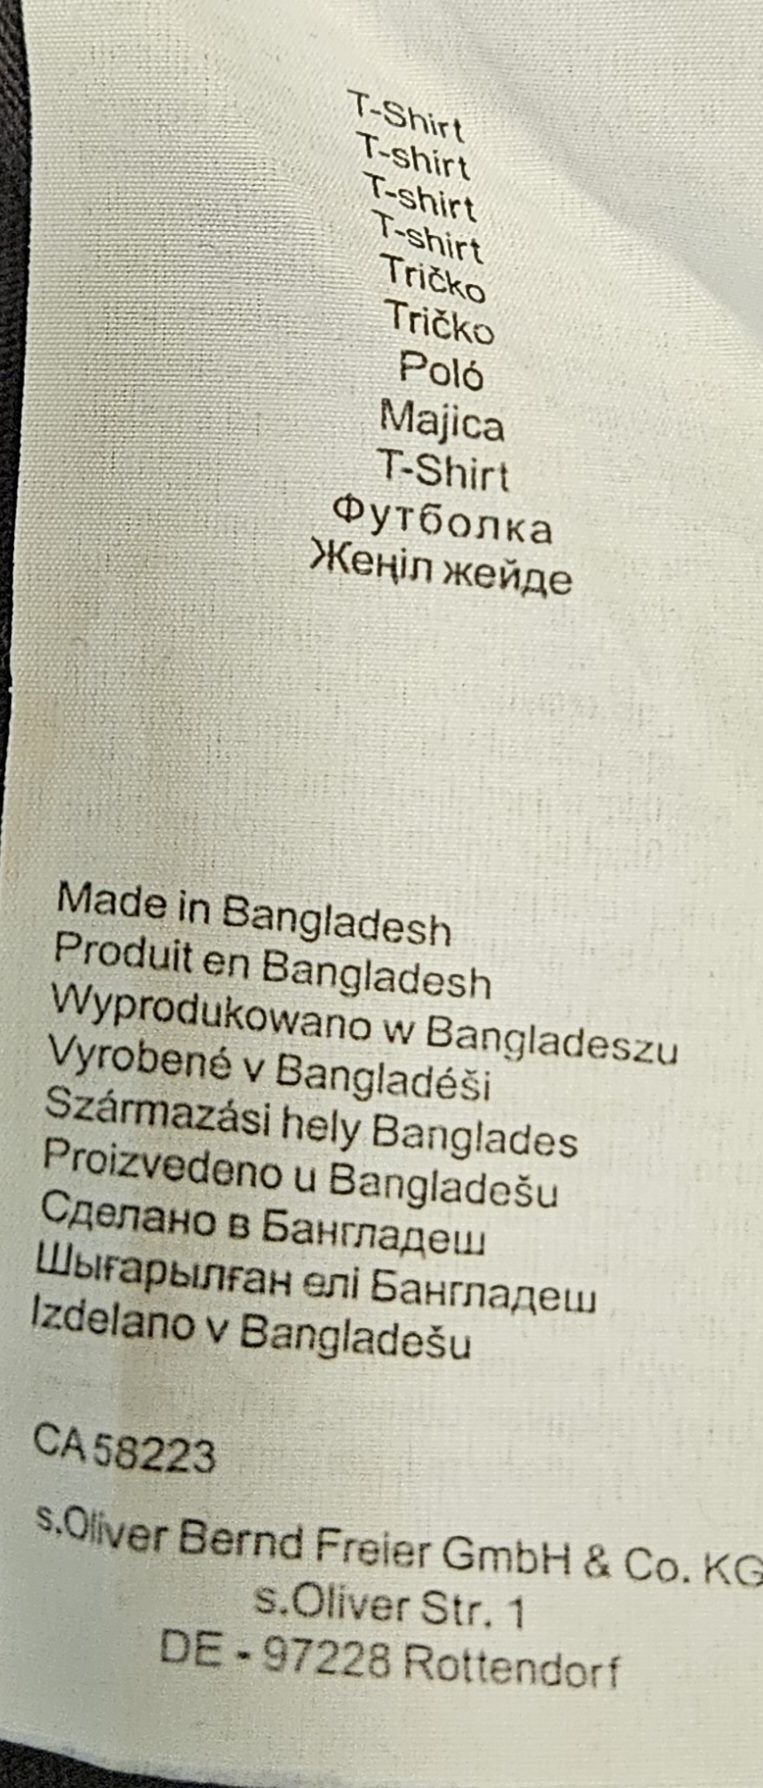 T-Shirt
T-shirt
T-shirt
T-shirt
Tričko
Tričko
Poló
Majica
T-Shirt
Футболка
Жеңіл жейде
Made in Bangladesh
Produit en Bangladesh
Wyprodukowano w Bangladeszu
Vyrobené v Bangladéši
Származási hely Banglades
Proizvedeno u Bangladešu
Сделано в Бангладеш
Шығарылған елі Бангладеш
Izdelano v Bangladešu
CA 58223
s.Oliver Bernd Freier GmbH & Co. KG
s.Oliver Str. 1
DE - 97228 Rottendorf